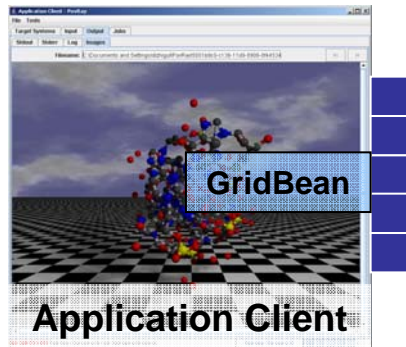 Application Client: PovRay
File Tools
Target Systems Input Output Jobs
Stdout Stderr Log Images
Filename:
GridBean
Application Client